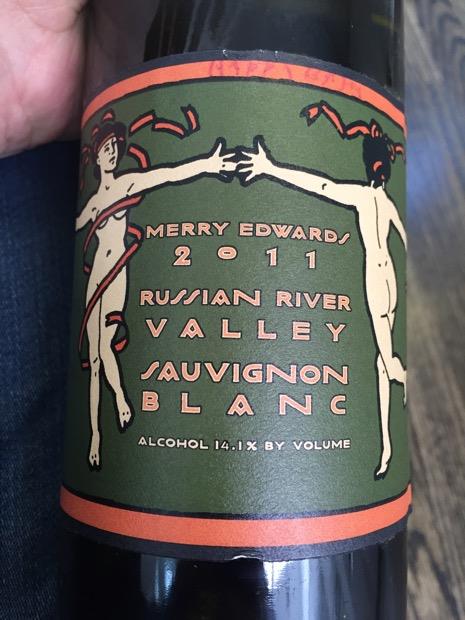 MERRY EDWARDS
2011
RUSSIAN RIVER
VALLEY
SAUVIGNON
BLANC
ALCOHOL 14.1% BY VOLUME